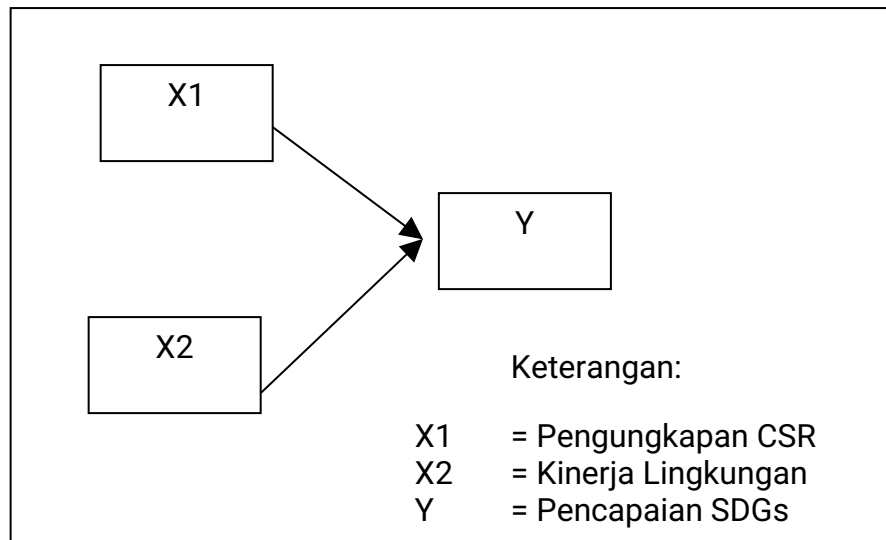 X1
Y
X2
Keterangan:
X1 = Pengungkapan CSR
X2 = Kinerja Lingkungan
Y = Pencapaian SDGs